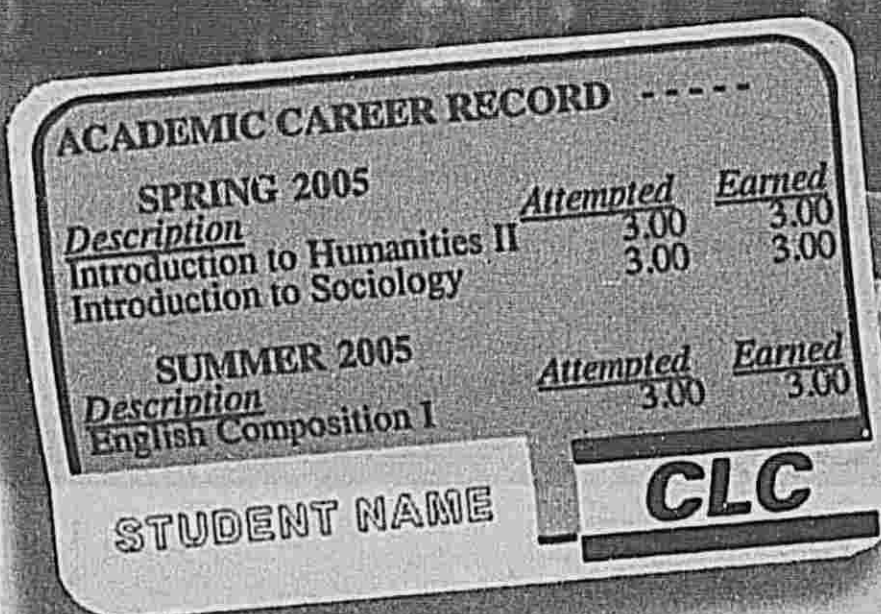 ACADEMIC CAREER RECORD -----
SPRING 2005
Description Attempted Earned
Introduction to Humanities II 3.00 3.00
Introduction to Sociology 3.00 3.00
SUMMER 2005
Description Attempted Earned
English Composition I 3.00 3.00
STUDENT NAME
CLC